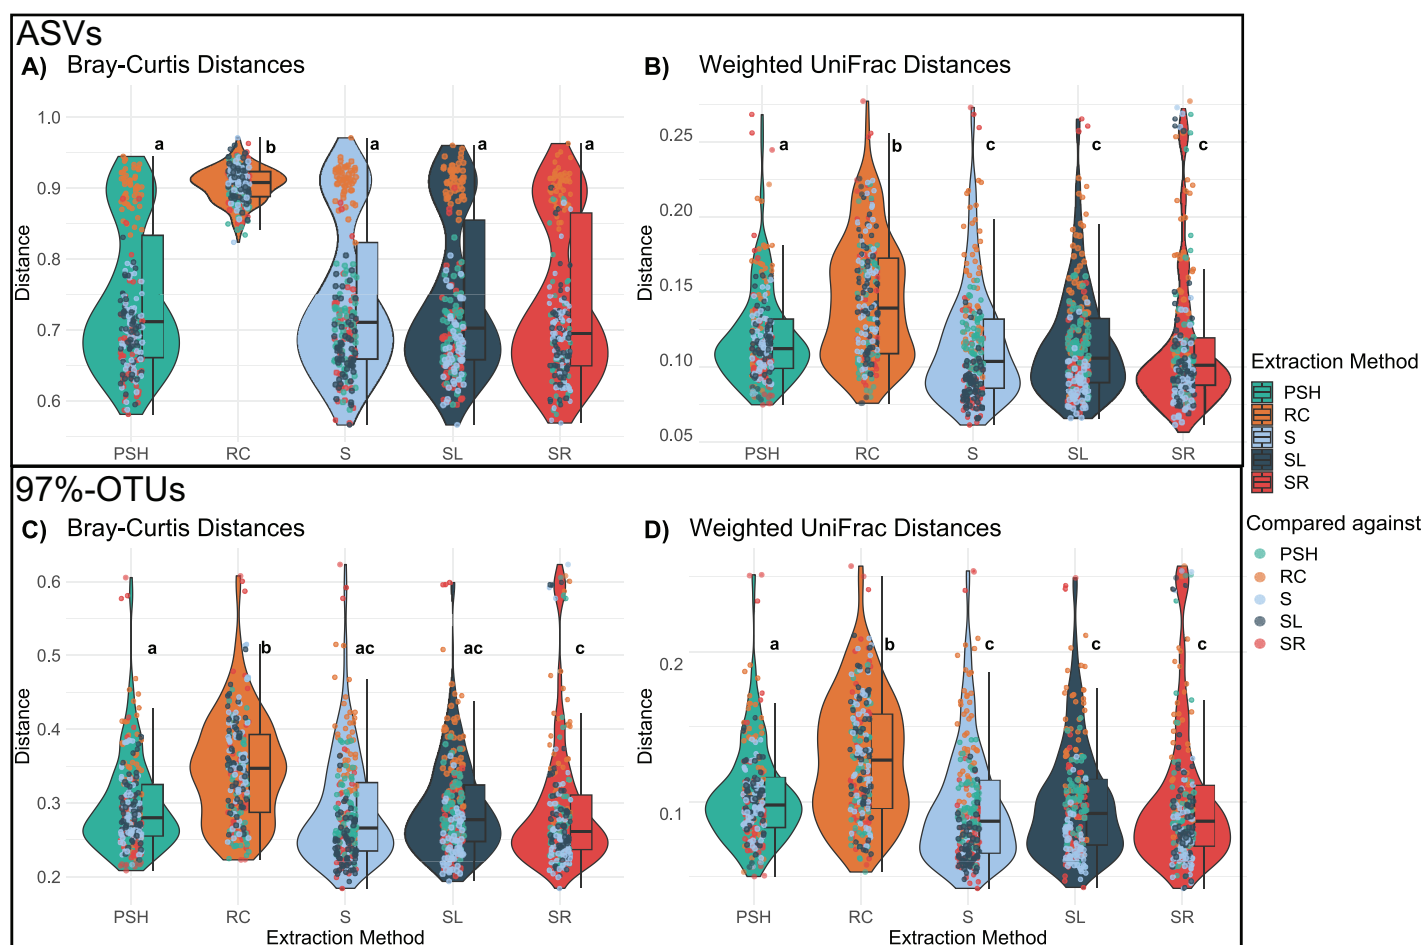 ASVs
A) Bray-Curtis Distances
B) Weighted UniFrac Distances
Distance
1.0
0.9
0.8
0.7
0.6
a
b
a
a
a
PSH
RC
S
SL
SR
Distance
0.25
0.20
0.15
0.10
0.05
a
b
c
c
c
PSH
RC
S
SL
SR
97%-OTUs
C) Bray-Curtis Distances
D) Weighted UniFrac Distances
Distance
0.6
0.5
0.4
0.3
0.2
a
b
ac
ac
c
PSH
RC
S
SL
SR
Extraction Method
Distance
0.2
0.1
a
b
c
c
c
PSH
RC
S
SL
SR
Extraction Method
Extraction Method
PSH
RC
S
SL
SR
Compared against
PSH
RC
S
SL
SR